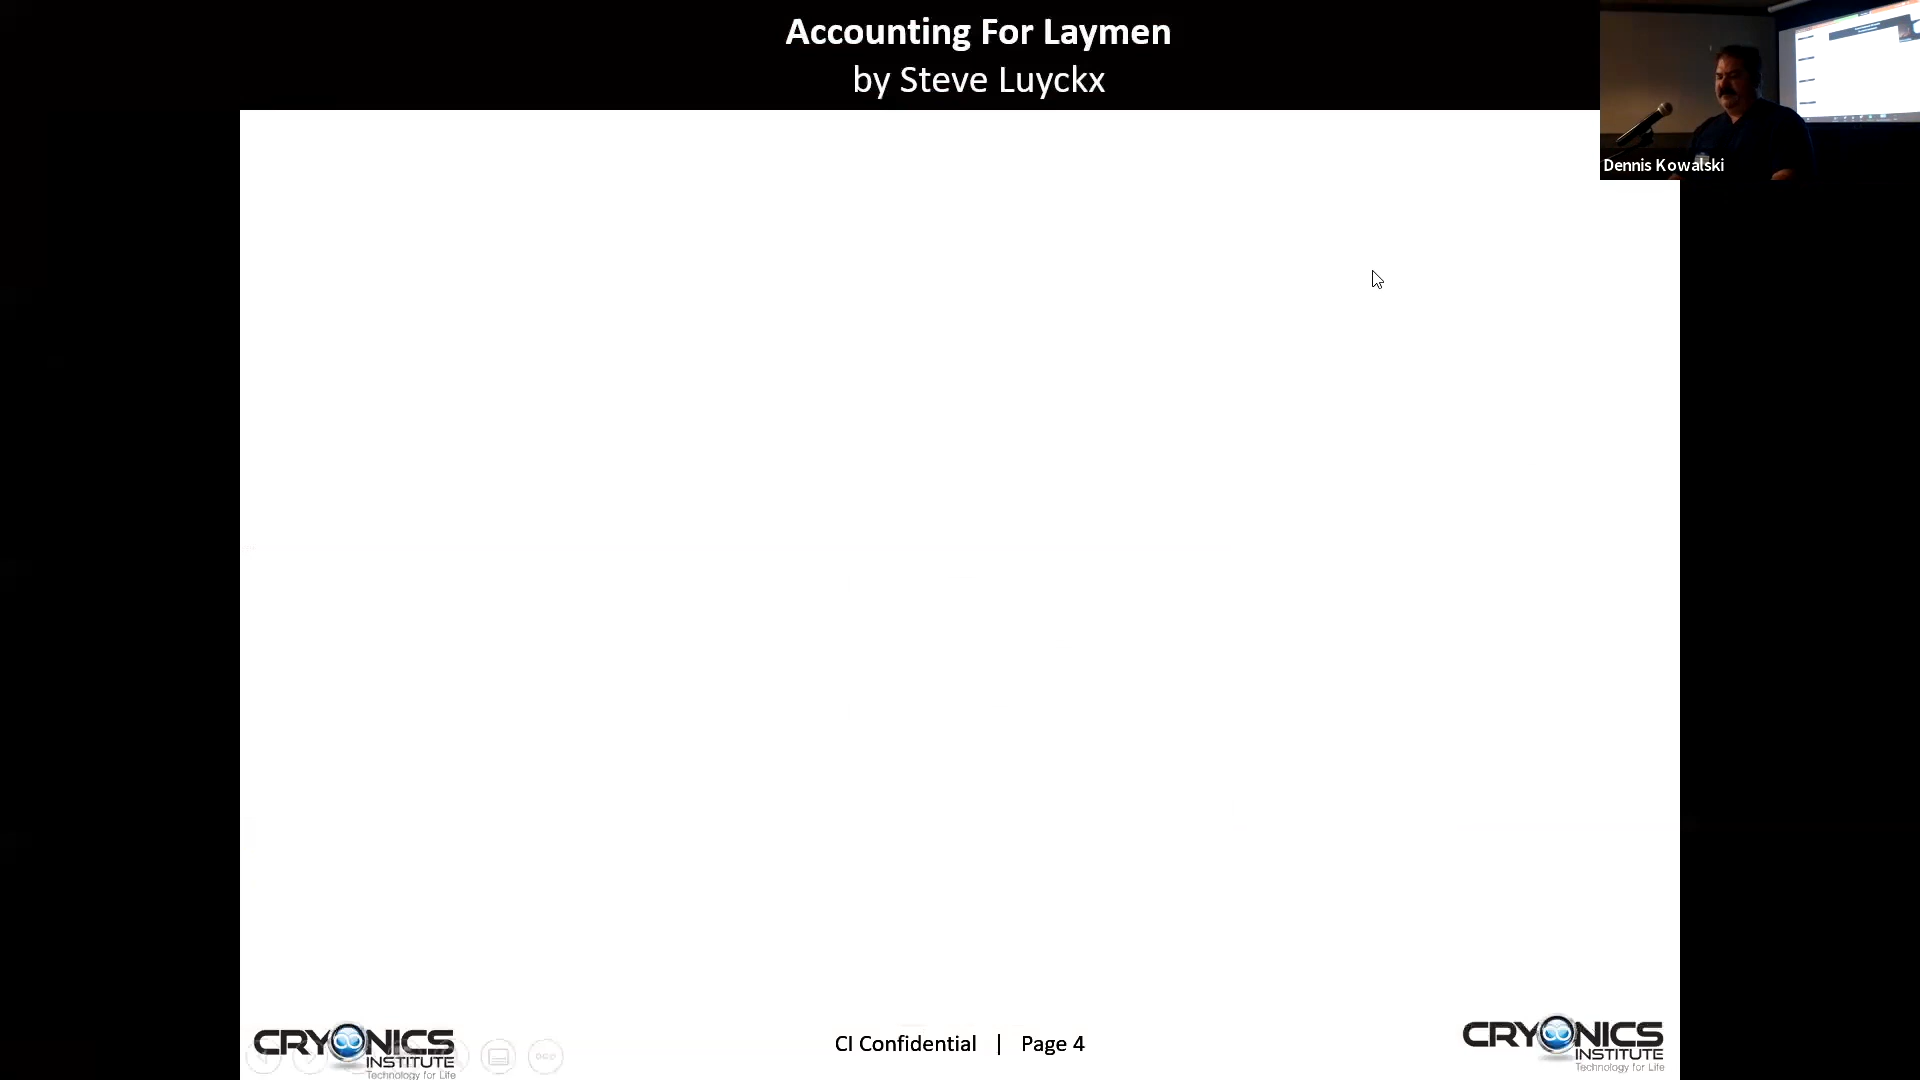 Accounting For Laymen
by Steve Luyckx
Dennis Kowalski
CRYONICS
INSTITUTE
Technology for Life
CI Confidential | Page 4
CRYONICS
INSTITUTE
Technology for Life